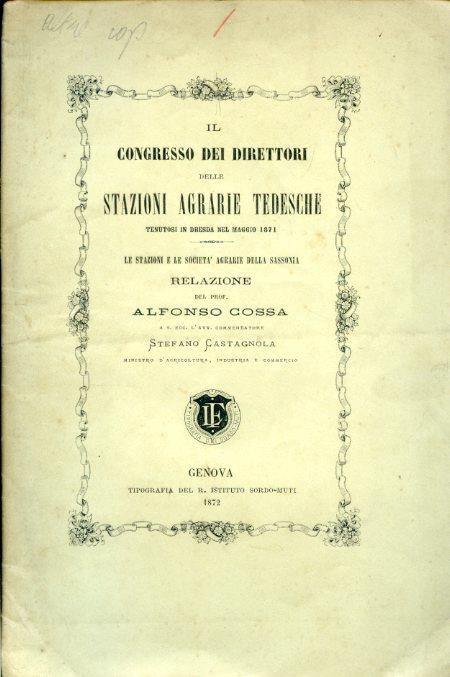 IL
CONGRESSO DEI DIRETTORI
DELLE
STAZIONI AGRARIE TEDESCHE
TENUTOSI IN DRESDA NEL MAGGIO 1871
LE STAZIONI E LE SOCIETA' AGRARIE DELLA SASSONIA
RELAZIONE
DEL PROF.
ALFONSO COSSA
A S. ECC. L'AVV. COMMENDATORE
STEFANO CASTAGNOLA
MINISTRO D'AGRICOLTURA, INDUSTRIA E COMMERCIO
GENOVA
TIPOGRAFIA DEL R. ISTITUTO SORDO-MUTI
1872